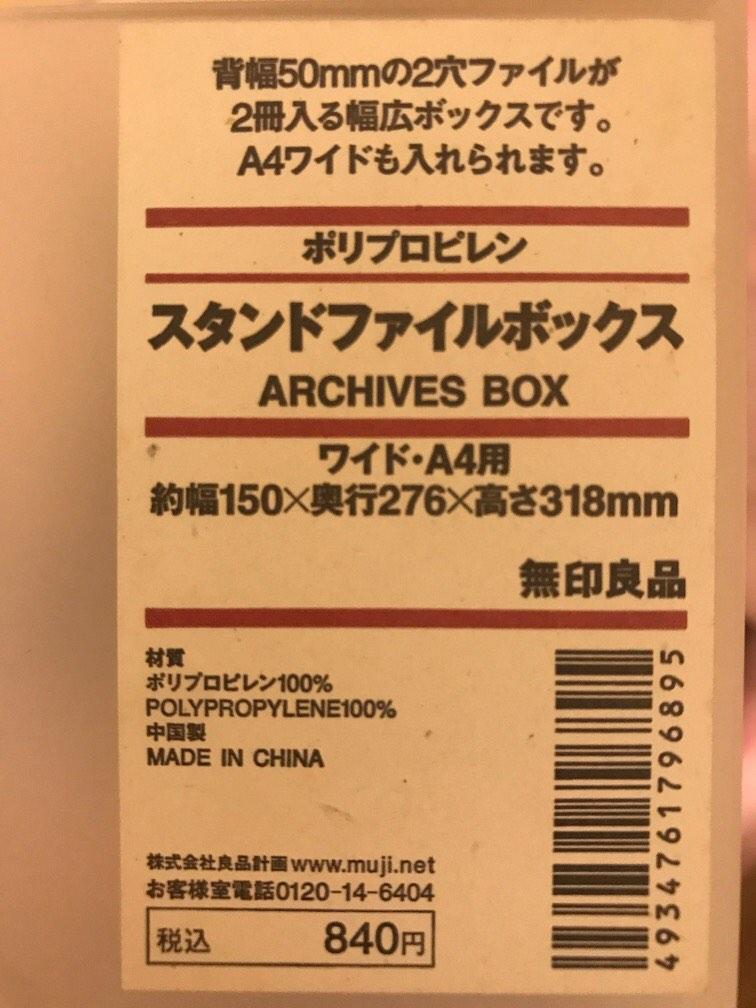 背幅50mmの2穴ファイルが
2冊入る幅広ボックスです。
A4ワイドも入れられます。
ポリプロピレン
スタンドファイルボックス
ARCHIVES BOX
ワイド・A4用
約幅150×奥行276×高さ318mm
無印良品
材質
ポリプロピレン100%
POLYPROPYLENE100%
中国製
MADE IN CHINA
株式会社良品計画 www.muji.net
お客様室電話0120-14-6404
税込 840円
4934761796895